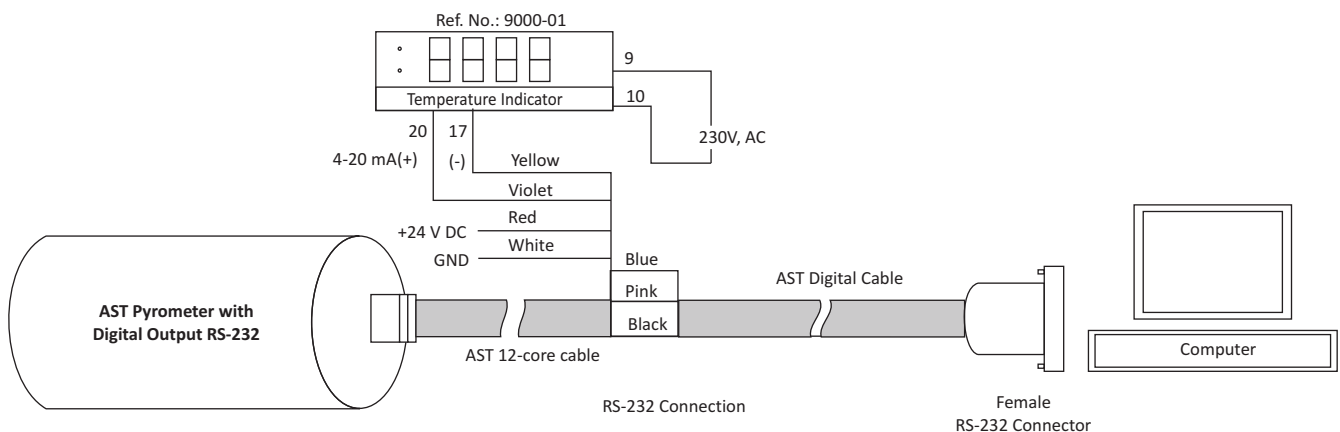 Ref. No.: 9000-01
9
Temperature Indicator
10
20
17
230V, AC
4-20 mA(+)
(-)
Yellow
Violet
Red
+24 V DC
White
GND
Blue
AST Digital Cable
Pink
AST Pyrometer with
Digital Output RS-232
Black
Computer
AST 12-core cable
RS-232 Connection
Female
RS-232 Connector